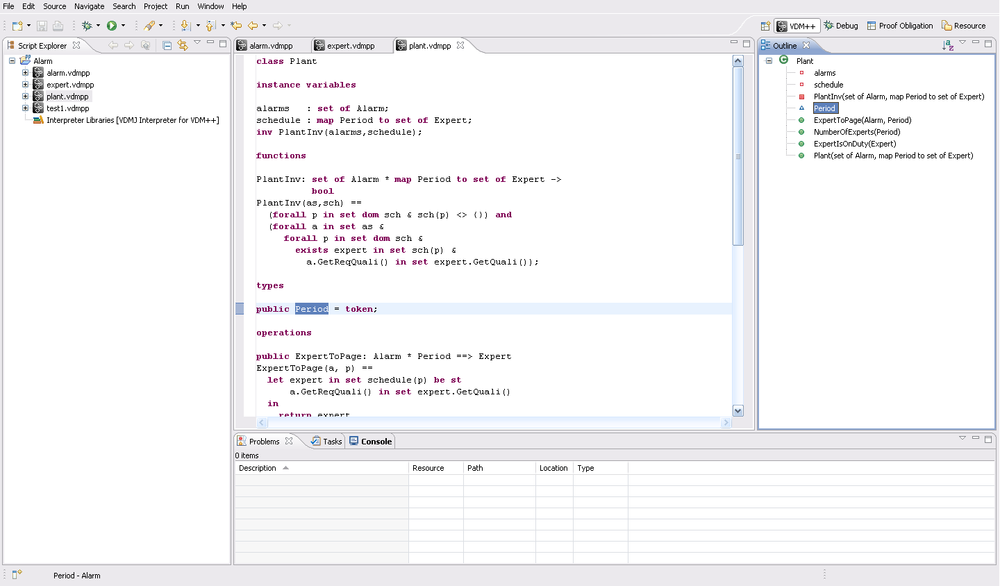 File Edit Source Navigate Search Project Run Window Help
VDM++ Debug Proof Obligation Resource
Script Explorer
Alarm
alarm.vdmpp
expert.vdmpp
plant.vdmpp
test1.vdmpp
Interpreter Libraries [VDMJ Interpreter for VDM++]
alarm.vdmpp expert.vdmpp plant.vdmpp
class Plant
instance variables
alarms   : set of Alarm;
schedule : map Period to set of Expert;
inv PlantInv(alarms,schedule);
functions
PlantInv: set of Alarm * map Period to set of Expert ->
          bool
PlantInv(as,sch) ==
  (forall p in set dom sch & sch(p) <> {}) and
  (forall a in set as &
     forall p in set dom sch &
       exists expert in set sch(p) &
         a.GetReqQuali() in set expert.GetQuali());
types
public Period = token;
operations
public ExpertToPage: Alarm * Period ==> Expert
ExpertToPage(a, p) ==
  let expert in set schedule(p) be st
      a.GetReqQuali() in set expert.GetQuali()
  in
    return expert
Outline
Plant
alarms
schedule
PlantInv(set of Alarm, map Period to set of Expert)
Period
ExpertToPage(Alarm, Period)
NumberOfExperts(Period)
ExpertIsOnDuty(Expert)
Plant(set of Alarm, map Period to set of Expert)
Problems Tasks Console
0 items
Description Resource Path Location Type
Period - Alarm